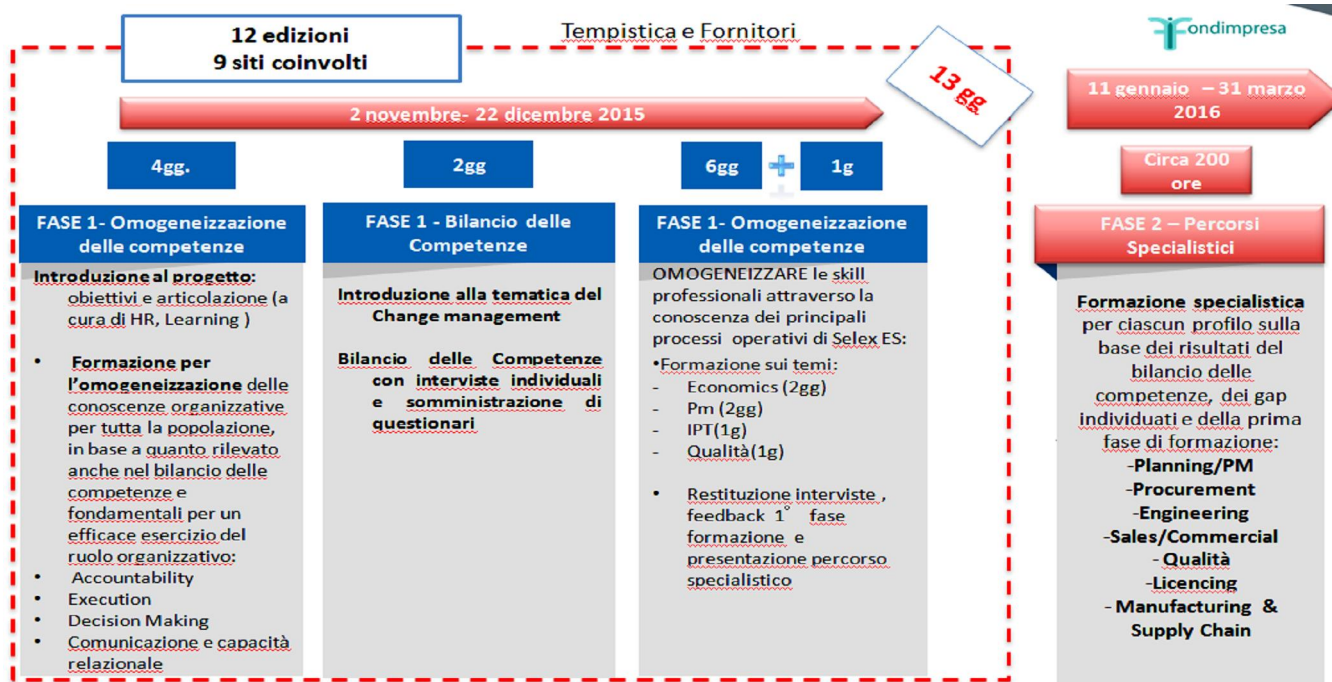 12 edizioni
9 siti coinvolti
Tempistica e Fornitori
ondimpresa
13 gg
2 novembre- 22 dicembre 2015
11 gennaio – 31 marzo
2016
4gg.
2gg
6gg
1g
Circa 200
ore
FASE 1- Omogeneizzazione
delle competenze
Introduzione al progetto:
obiettivi e articolazione (a
cura di HR, Learning )
• Formazione per
l'omogeneizzazione delle
conoscenze organizzative
per tutta la popolazione,
in base a quanto rilevato
anche nel bilancio delle
competenze e
fondamentali per un
efficace esercizio del
ruolo organizzativo:
• Accountability
• Execution
• Decision Making
• Comunicazione e capacità
relazionale
FASE 1 - Bilancio delle
Competenze
Introduzione alla tematica del
Change management
Bilancio delle Competenze
con interviste individuali
e somministrazione di
questionari
FASE 1- Omogeneizzazione
delle competenze
OMOGENEIZZARE le skill
professionali attraverso la
conoscenza dei principali
processi operativi di Selex ES:
•Formazione sui temi:
- Economics (2gg)
- Pm (2gg)
- IPT(1g)
- Qualità(1g)
• Restituzione interviste ,
feedback 1° fase
formazione e
presentazione percorso
specialistico
FASE 2 – Percorsi
Specialistici
Formazione specialistica
per ciascun profilo sulla
base dei risultati del
bilancio delle
competenze, dei gap
individuati e della prima
fase di formazione:
-Planning/PM
-Procurement
-Engineering
-Sales/Commercial
- Qualità
-Licencing
- Manufacturing &
Supply Chain